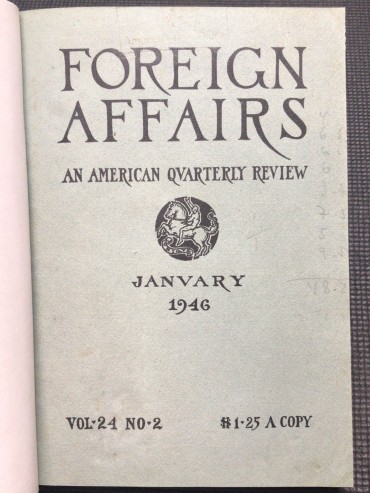 FOREIGN
AFFAIRS
AN AMERICAN QVARTERLY REVIEW
JANVARY
1946
VOL·24 NO·2
$1·25 A COPY